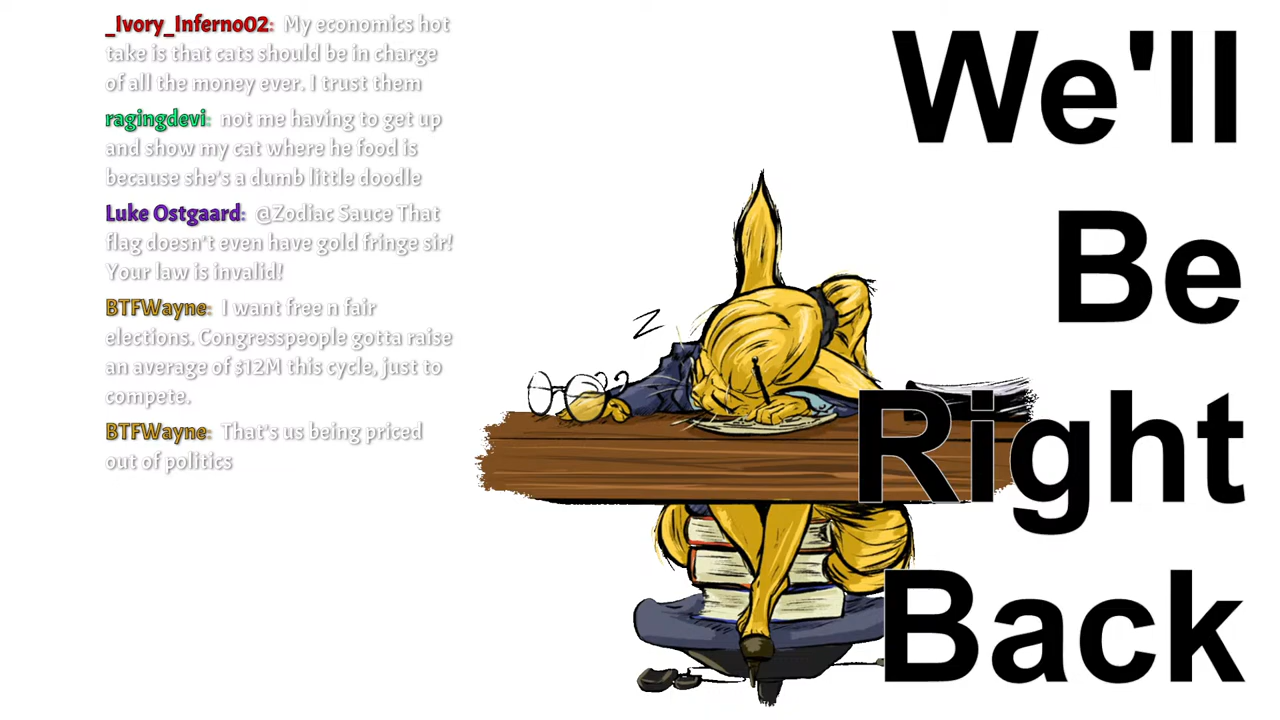 _Ivory_Inferno02: My economics hot
take is that cats should be in charge
of all the money ever. I trust them
ragingdevi: not me having to get up
and show my cat where he food is
because she's a dumb little doodle
Luke Ostgaard: @Zodiac Sauce That
flag doesn't even have gold fringe sir!
Your law is invalid!
BTFWayne: I want free n fair
elections. Congresspeople gotta raise
an average of $12M this cycle, just to
compete.
BTFWayne: That's us being priced
out of politics
Z
We'll
Be
Right
Back